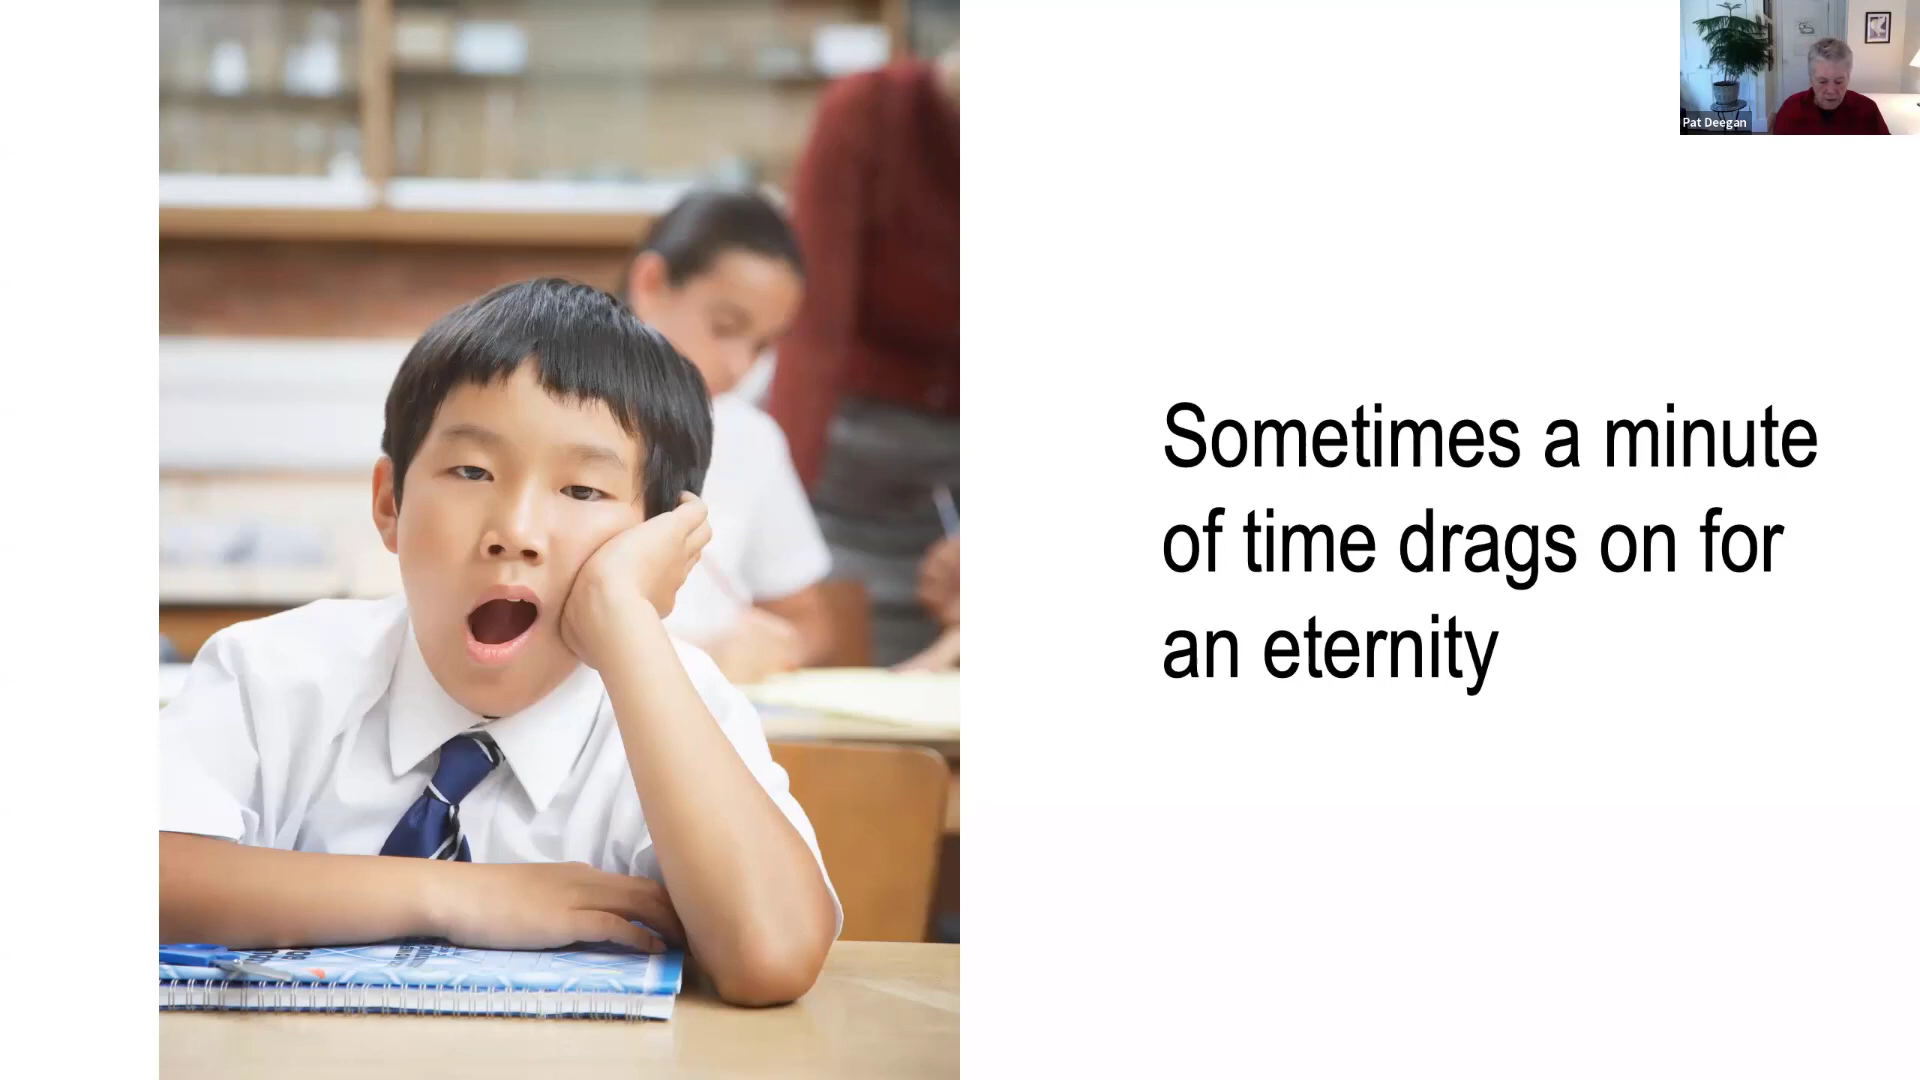 Pat Deegan
Sometimes a minute
of time drags on for
an eternity